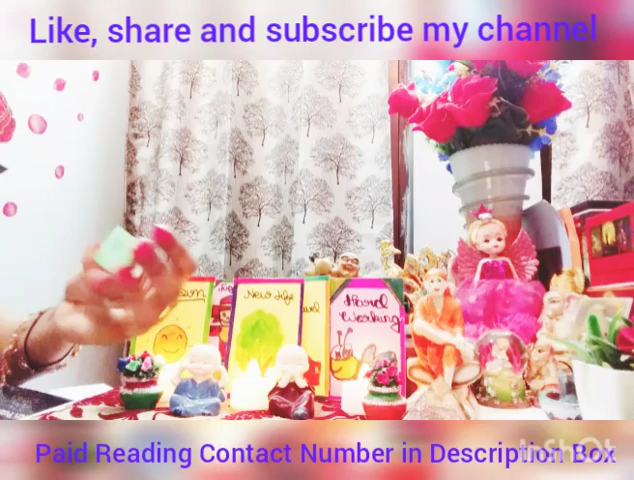 Like, share and subscribe my channel
New life
Hard
Working
Paid Reading Contact Number in Description Box
InShOt